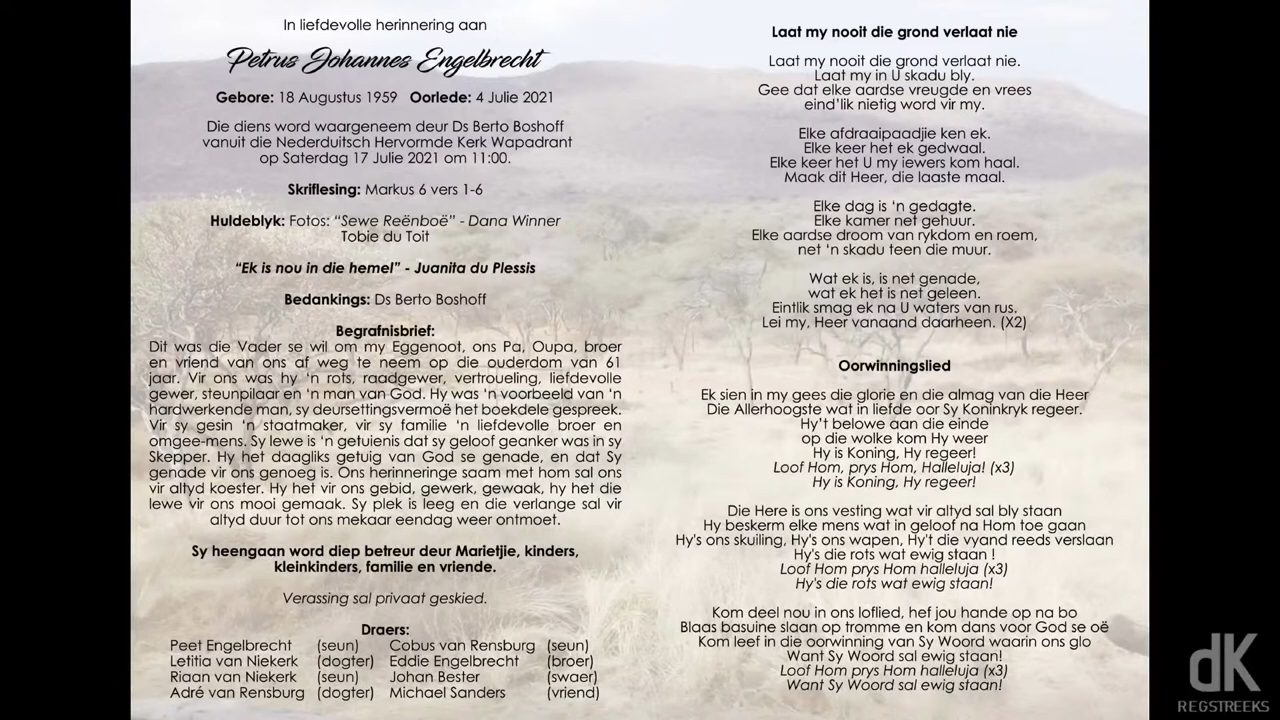 In liefdevolle herinnering aan
Petrus Johannes Engelbrecht
Gebore: 18 Augustus 1959 Oorlede: 4 Julie 2021
Die diens word waargeneem deur Ds Berto Boshoff
vanuit die Nederduitsch Hervormde Kerk Wapadrant
op Saterdag 17 Julie 2021 om 11:00.
Skriflesing: Markus 6 vers 1-6
Huldeblyk: Fotos: “Sewe Reënboë” - Dana Winner
Tobie du Toit
“Ek is nou in die hemel” - Juanita du Plessis
Bedankings: Ds Berto Boshoff
Begrafnisbrief:
Dit was die Vader se wil om my Eggenoot, ons Pa, Oupa, broer
en vriend van ons af weg te neem op die ouderdom van 61
jaar. Vir ons was hy ‘n rots, raadgewer, vertroueling, liefdevolle
gewer, steunpilaar en ‘n man van God. Hy was ‘n voorbeeld van ‘n
hardwerkende man, sy deursettingsvermoë het boekdele gespreek.
Vir sy gesin ‘n staatmaker, vir sy familie ‘n liefdevolle broer en
omgee-mens. Sy lewe is ‘n getuienis dat sy geloof geanker was in sy
Skepper. Hy het daagliks getuig van God se genade, en dat Sy
genade vir ons genoeg is. Ons herinneringe saam met hom sal ons
vir altyd koester. Hy het vir ons gebid, gewerk, gewaak, hy het die
lewe vir ons mooi gemaak. Sy plek is leeg en die verlange sal vir
altyd duur tot ons mekaar eendag weer ontmoet.
Sy heengaan word diep betreur deur Marietjie, kinders,
kleinkinders, familie en vriende.
Verassing sal privaat geskied.
Draers:
Peet Engelbrecht (seun) Cobus van Rensburg (seun)
Letitia van Niekerk (dogter) Eddie Engelbrecht (broer)
Riaan van Niekerk (seun) Johan Bester (swaer)
Adré van Rensburg (dogter) Michael Sanders (vriend)
Laat my nooit die grond verlaat nie
Laat my nooit die grond verlaat nie.
Laat my in U skadu bly.
Gee dat elke aardse vreugde en vrees
eind’lik nietig word vir my.
Elke afdraaipaadjie ken ek.
Elke keer het ek gedwaal.
Elke keer het U my iewers kom haal.
Maak dit Heer, die laaste maal.
Elke dag is ‘n gedagte.
Elke kamer net gehuur.
Elke aardse droom van rykdom en roem,
net ‘n skadu teen die muur.
Wat ek is, is net genade,
wat ek het is net geleen.
Eintlik smag ek na U waters van rus.
Lei my, Heer vanaand daarheen. (X2)
Oorwinningslied
Ek sien in my gees die glorie en die almag van die Heer
Die Allerhoogste wat in liefde oor Sy Koninkryk regeer.
Hy’t belowe aan die einde
op die wolke kom Hy weer
Hy is Koning, Hy regeer!
Loof Hom, prys Hom, Halleluja! (x3)
Hy is Koning, Hy regeer!
Die Here is ons vesting wat vir altyd sal bly staan
Hy beskerm elke mens wat in geloof na Hom toe gaan
Hy's ons skuiling, Hy's ons wapen, Hy't die vyand reeds verslaan
Hy's die rots wat ewig staan !
Loof Hom prys Hom halleluja (x3)
Hy's die rots wat ewig staan!
Kom deel nou in ons loflied, hef jou hande op na bo
Blaas basuine slaan op tromme en kom dans voor God se oë
Kom leef in die oorwinning van Sy Woord waarin ons glo
Want Sy Woord sal ewig staan!
Loof Hom prys Hom halleluja (x3)
Want Sy Woord sal ewig staan!
dK
REGSTREEKS